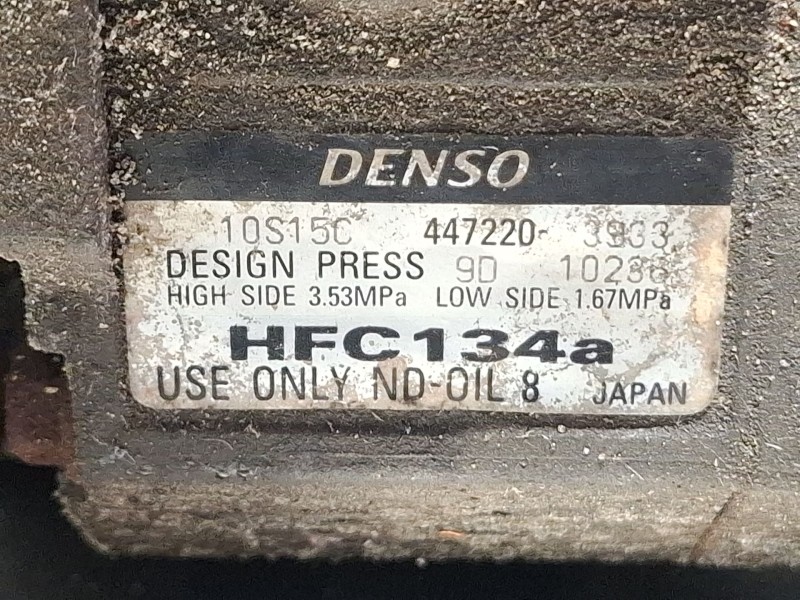 DENSO
10S15C 447220- 3933
DESIGN PRESS 9D 10236
HIGH SIDE 3.53MPa LOW SIDE 1.67MPa
HFC134a
USE ONLY ND-OIL 8 JAPAN